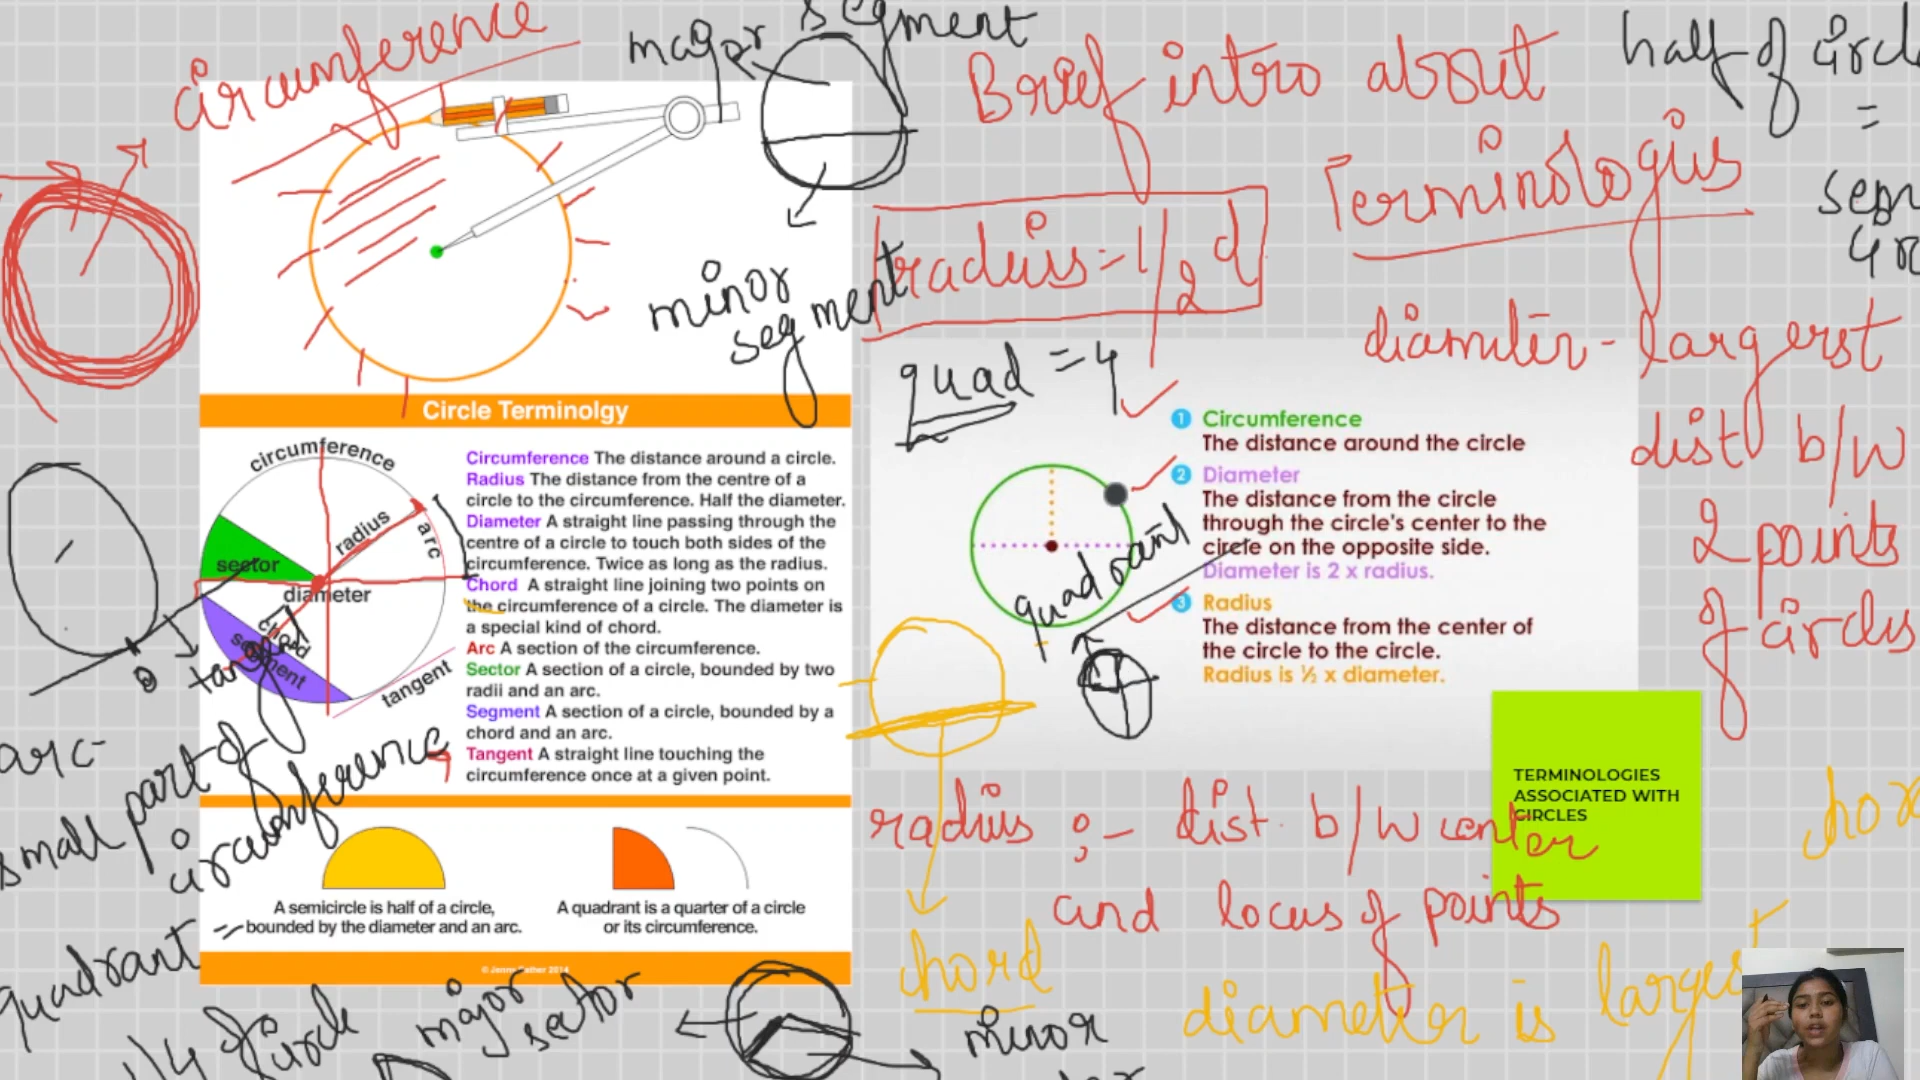 circumference
major segment
Brief intro about
Terminologies
half of circle
=
radius = 1/2 d
minor
segment
diameter - largerst
dist b/w
2 points
of circles
quad = 4
Circle Terminolgy
circumference
radius
arc
sector
diameter
chord
segment
tangent
Circumference The distance around a circle.
Radius The distance from the centre of a
circle to the circumference. Half the diameter.
Diameter A straight line passing through the
centre of a circle to touch both sides of the
circumference. Twice as long as the radius.
Chord A straight line joining two points on
the circumference of a circle. The diameter is
a special kind of chord.
Arc A section of the circumference.
Sector A section of a circle, bounded by two
radii and an arc.
Segment A section of a circle, bounded by a
chord and an arc.
Tangent A straight line touching the
circumference once at a given point.
A semicircle is half of a circle,
bounded by the diameter and an arc.
A quadrant is a quarter of a circle
or its circumference.
1 Circumference
The distance around the circle
2 Diameter
The distance from the circle
through the circle's center to the
circle on the opposite side.
Diameter is 2 x radius.
3 Radius
The distance from the center of
the circle to the circle.
Radius is ½ x diameter.
quadrant
tangent
TERMINOLOGIES
ASSOCIATED WITH
CIRCLES
arc -
small part of
circumference
radius :- dist. b/w center
and locus of points
chord
diameter is largest
quadrant =
1/4 of circle
major
sector
minor